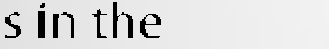 s in the